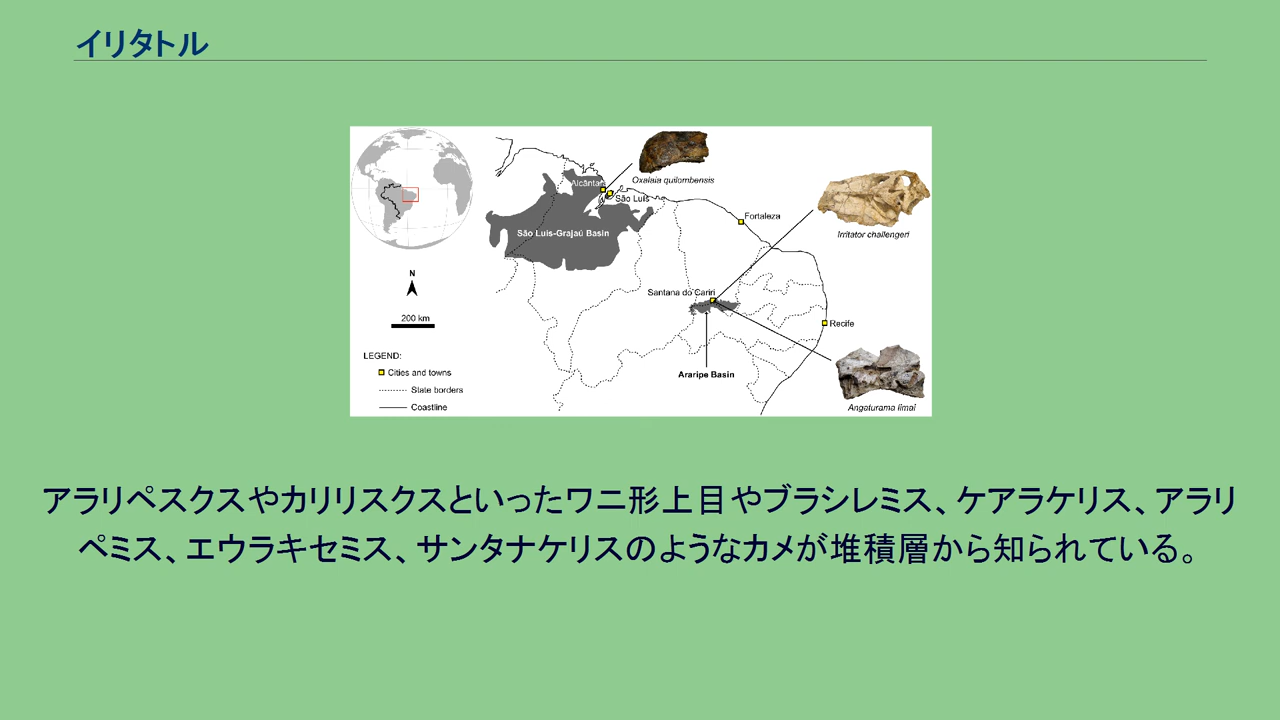 イリタトル
Oxalaia quilombensis
Alcântara
São Luís
Irritator challengeri
Fortaleza
São Luís-Grajaú Basin
N
200 km
Santana do Cariri
Recife
LEGEND:
Cities and towns
State borders
Coastline
Araripe Basin
Angaturama limai
アラリペスクスやカリリスクスといったワニ形上目やブラシレミス、ケアラケリス、アラリ
ペミス、エウラキセミス、サンタナケリスのようなカメが堆積層から知られている。